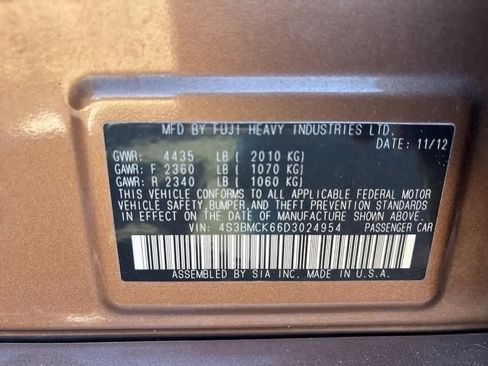 MFD BY FUJI HEAVY INDUSTRIES LTD.
DATE: 11/12
GVWR: 4435 LB ( 2010 KG)
GAWR: F 2360 LB ( 1070 KG)
GAWR: R 2340 LB ( 1060 KG)
THIS VEHICLE CONFORMS TO ALL APPLICABLE FEDERAL MOTOR
VEHICLE SAFETY, BUMPER, AND THEFT PREVENTION STANDARDS
IN EFFECT ON THE DATE OF MANUFACTURE SHOWN ABOVE.
VIN: 4S3BMCK66D3024954 PASSENGER CAR
ASSEMBLED BY SIA INC. MADE IN U.S.A.